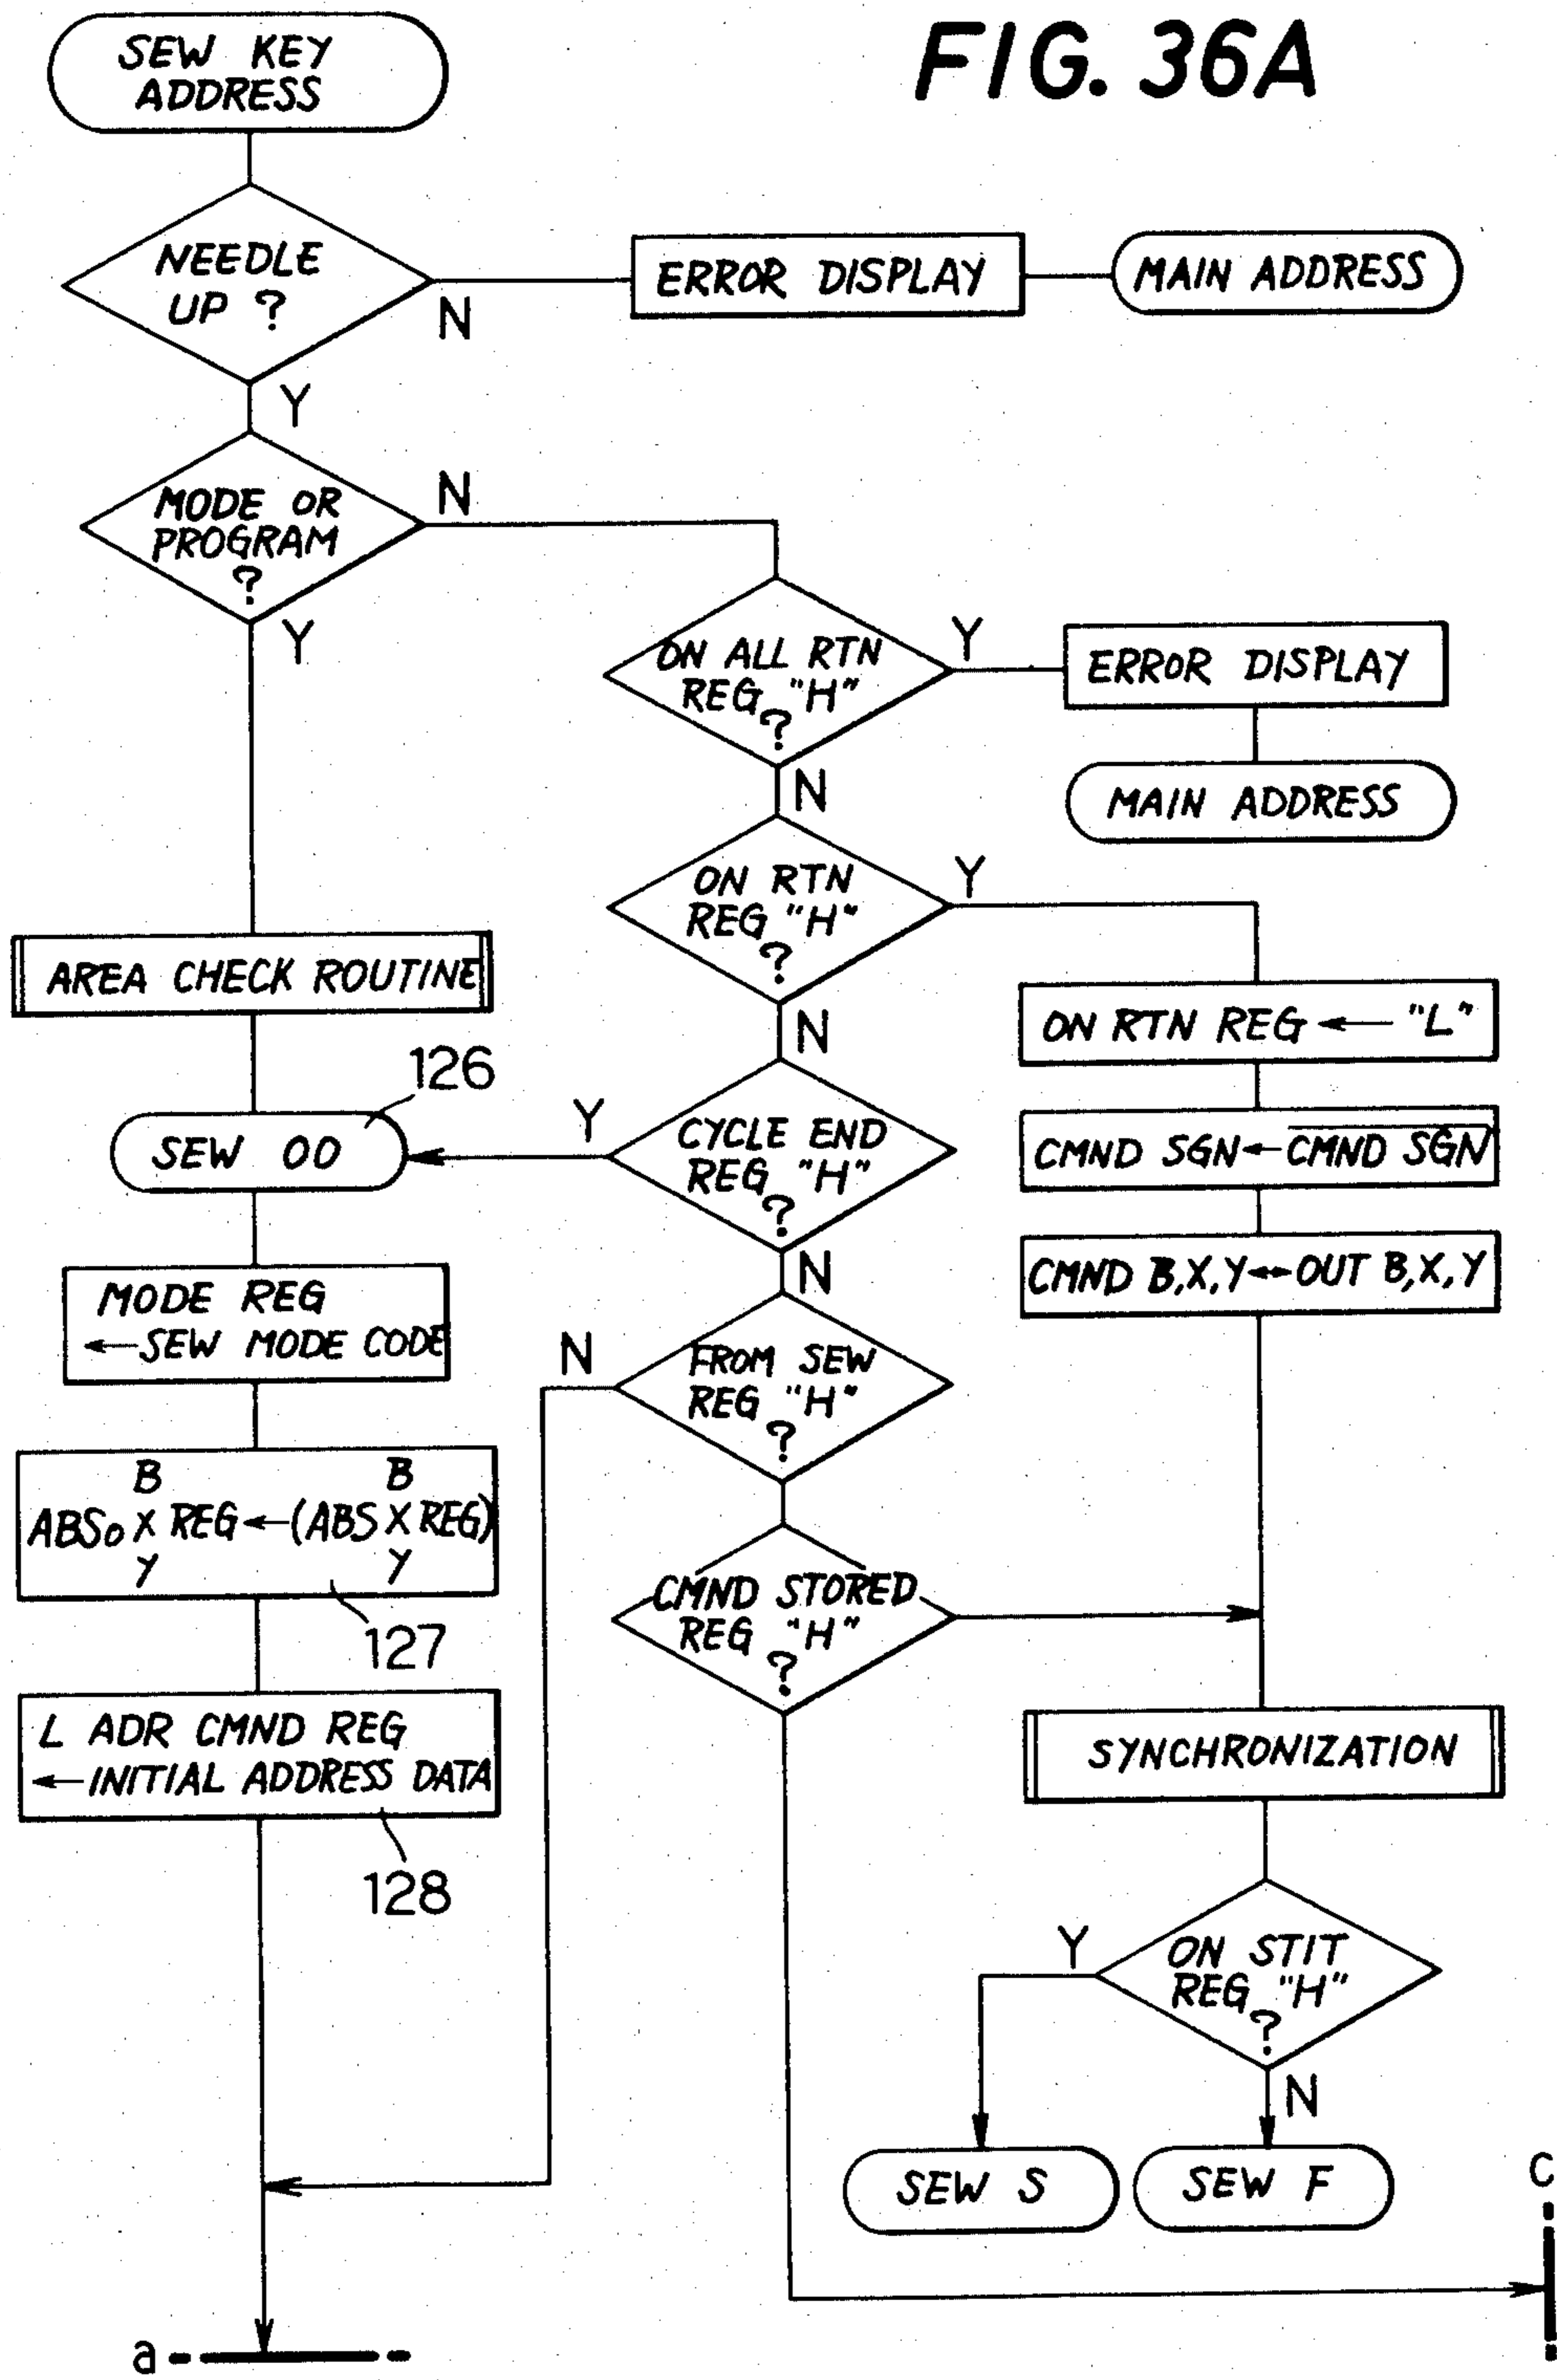 FIG. 36A
SEW KEY
ADDRESS
NEEDLE
UP ?
N
ERROR DISPLAY
MAIN ADDRESS
Y
MODE OR
PROGRAM
?
N
Y
ON ALL RTN
REG "H"
?
Y
ERROR DISPLAY
MAIN ADDRESS
N
ON RTN
REG "H"
?
Y
N
ON RTN REG ← "L"
CMND SGN ← C̅M̅N̅D̅ S̅G̅N̅
CMND B,X,Y ↔ OUT B,X,Y
AREA CHECK ROUTINE
126
SEW 00
Y
CYCLE END
REG "H"
?
N
MODE REG
← SEW MODE CODE
N
FROM SEW
REG "H"
?
B B
ABSo X REG ← (ABS X REG)
Y Y
127
CMND STORED
REG "H"
?
L ADR CMND REG
← INITIAL ADDRESS DATA
128
SYNCHRONIZATION
Y
ON STIT
REG "H"
?
N
SEW S
SEW F
c
a